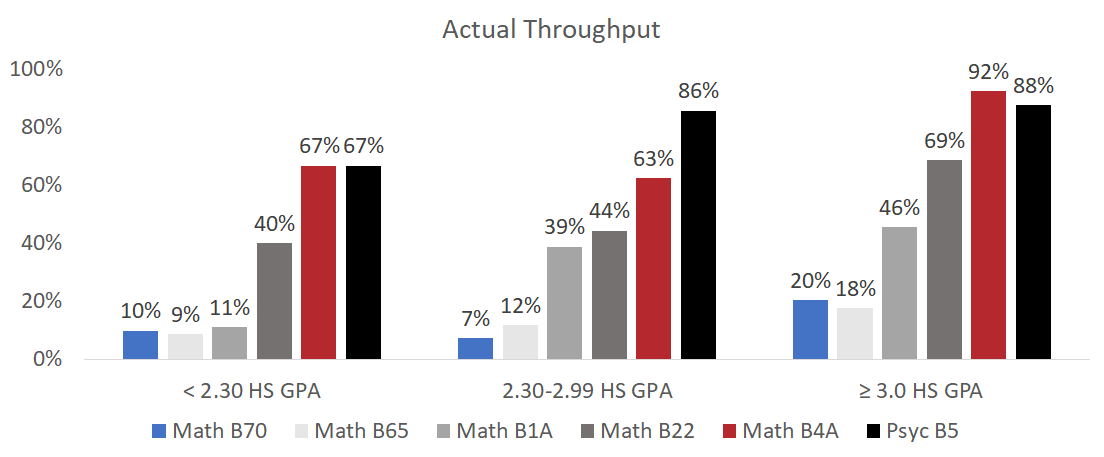 Actual Throughput
100%
80%
60%
40%
20%
0%
10%
9%
11%
40%
67%
67%
7%
12%
39%
44%
63%
86%
20%
18%
46%
69%
92%
88%
< 2.30 HS GPA
2.30-2.99 HS GPA
≥ 3.0 HS GPA
Math B70
Math B65
Math B1A
Math B22
Math B4A
Psyc B5